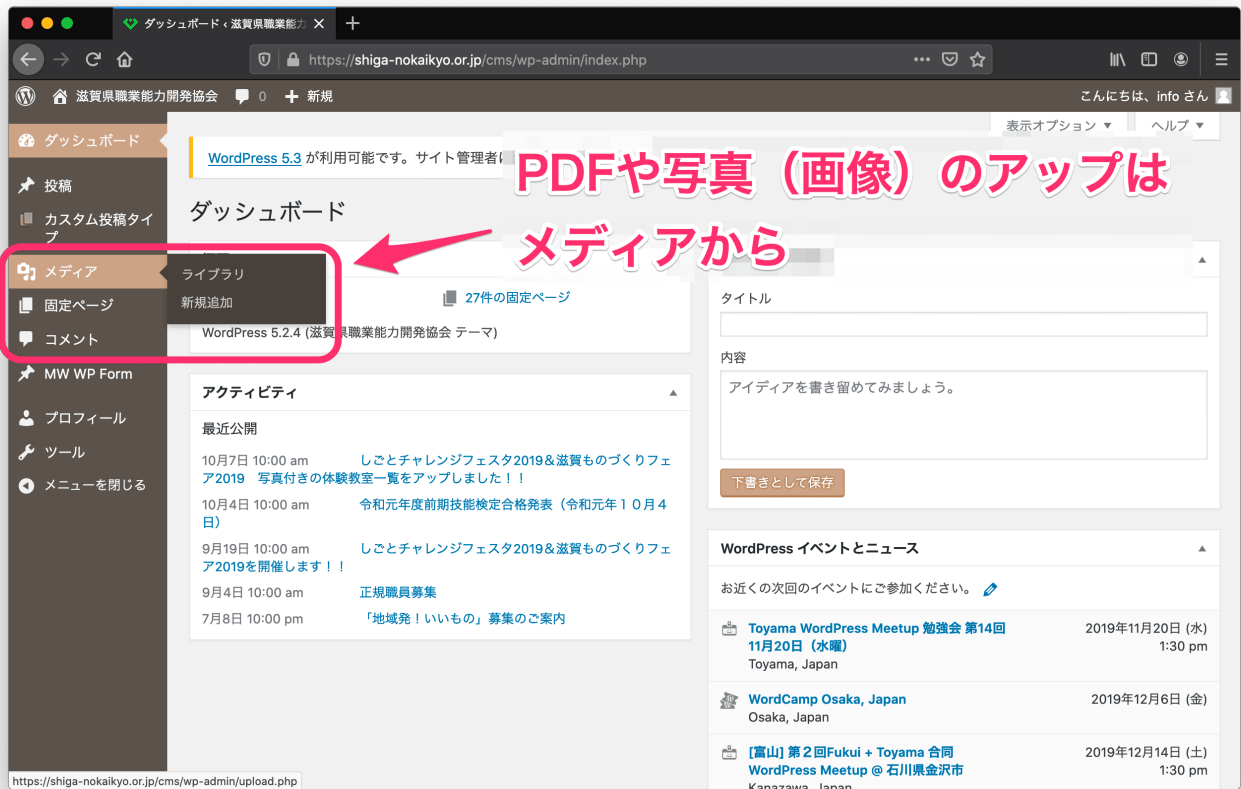 ダッシュボード ‹ 滋賀県職業能力
https://shiga-nokaikyo.or.jp/cms/wp-admin/index.php
滋賀県職業能力開発協会 0 新規
こんにちは、info さん
表示オプション ▼
ヘルプ ▼
ダッシュボード
投稿
カスタム投稿タイ
プ
メディア
ライブラリ
新規追加
固定ページ
コメント
MW WP Form
プロフィール
ツール
メニューを閉じる
WordPress 5.3 が利用可能です。サイト管理者に
PDFや写真（画像）のアップは
メディアから
ダッシュボード
27件の固定ページ
WordPress 5.2.4 (滋賀県職業能力開発協会 テーマ)
アクティビティ
最近公開
10月7日 10:00 am しごとチャレンジフェスタ2019＆滋賀ものづくりフェ
ア2019　写真付きの体験教室一覧をアップしました！！
10月4日 10:00 am 令和元年度前期技能検定合格発表（令和元年１０月４
日）
9月19日 10:00 am しごとチャレンジフェスタ2019＆滋賀ものづくりフェ
ア2019を開催します！！
9月4日 10:00 am 正規職員募集
7月8日 10:00 pm 「地域発！いいもの」募集のご案内
タイトル
内容
アイディアを書き留めてみましょう。
下書きとして保存
WordPress イベントとニュース
お近くの次回のイベントにご参加ください。
Toyama WordPress Meetup 勉強会 第14回
11月20日（水曜）
Toyama, Japan
2019年11月20日 (水)
1:30 pm
WordCamp Osaka, Japan
Osaka, Japan
2019年12月6日 (金)
[富山] 第２回Fukui + Toyama 合同
WordPress Meetup @ 石川県金沢市
Kanazawa, Japan
2019年12月14日 (土)
1:30 pm
https://shiga-nokaikyo.or.jp/cms/wp-admin/upload.php